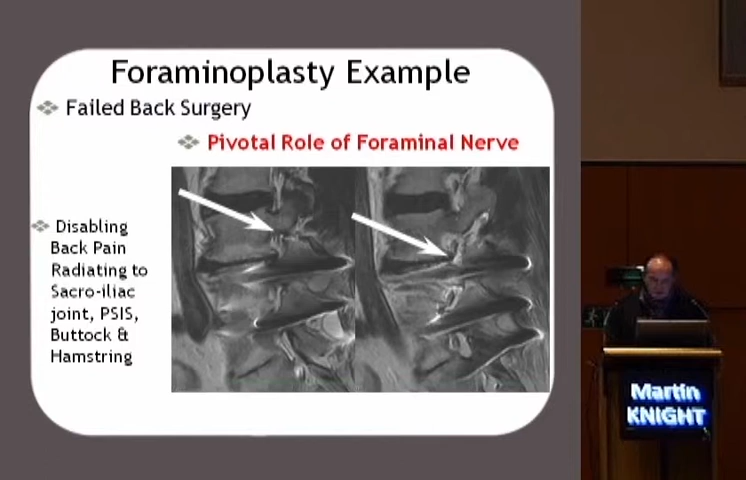 Foraminoplasty Example
Failed Back Surgery
Pivotal Role of Foraminal Nerve
Disabling
Back Pain
Radiating to
Sacro-iliac
joint, PSIS,
Buttock &
Hamstring
Martin
KNIGHT